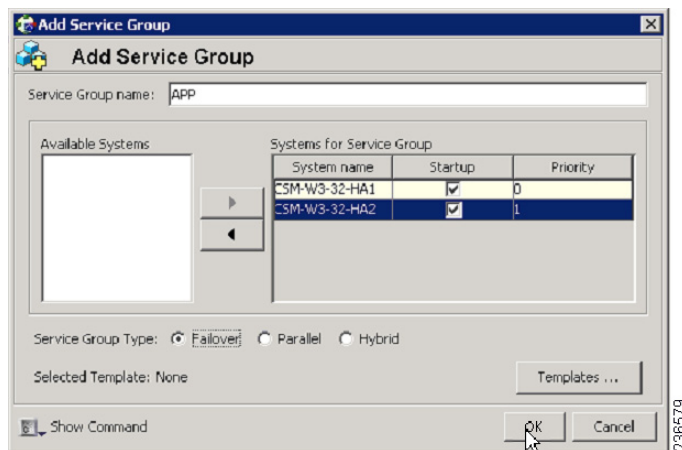 Add Service Group
Add Service Group
Service Group name: APP
Available Systems
Systems for Service Group
System name Startup Priority
CSM-W3-32-HA1 0
CSM-W3-32-HA2 1
Service Group Type: Failover Parallel Hybrid
Selected Template: None
Templates ...
Show Command
OK Cancel
236579